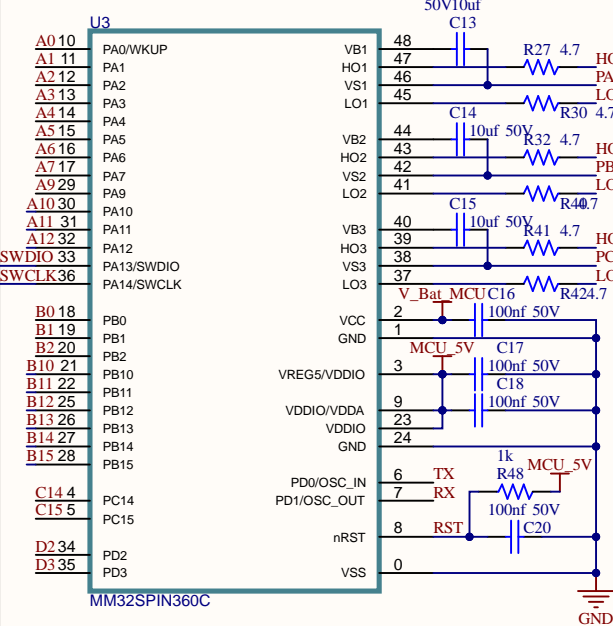 50V10uf
U3
C13
A0 10 PA0/WKUP VB1 48
A1 11 PA1 HO1 47 R27 4.7
A2 12 PA2 VS1 46
A3 13 PA3 LO1 45 R30 4.7
A4 14 PA4 C14
A5 15 PA5 VB2 44 10uf 50V
A6 16 PA6 HO2 43 R32 4.7
A7 17 PA7 VS2 42
A9 29 PA9 LO2 41
A10 30 PA10 C15
A11 31 PA11 VB3 40 10uf 50V
A12 32 PA12 HO3 39 R41 4.7
SWDIO 33 PA13/SWDIO VS3 38
SWCLK 36 PA14/SWCLK LO3 37 R42 4.7
V_Bat_MCU C16
B0 18 PB0 VCC 2 100nf 50V
B1 19 PB1 GND 1
B2 20 PB2 MCU_5V C17
B10 21 PB10 VREG5/VDDIO 3 100nf 50V
B11 22 PB11 C18
B12 25 PB12 VDDIO/VDDA 9 100nf 50V
B13 26 PB13 VDDIO 23
B14 27 PB14 GND 24
B15 28 PB15 1k
PD0/OSC_IN 6 TX R48 MCU_5V
C14 4 PC14 PD1/OSC_OUT 7 RX
C15 5 PC15 100nf 50V
nRST 8 RST C20
D2 34 PD2
D3 35 PD3 VSS 0
MM32SPIN360C
GND